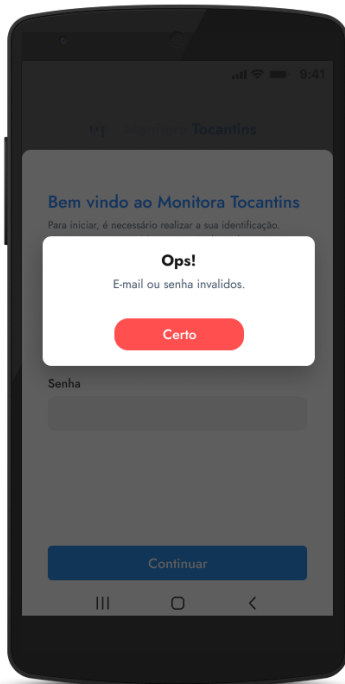 9:41
Monitora Tocantins
Bem vindo ao Monitora Tocantins
Para iniciar, é necessário realizar a sua identificação.
Ops!
E-mail ou senha invalidos.
Certo
Senha
Continuar